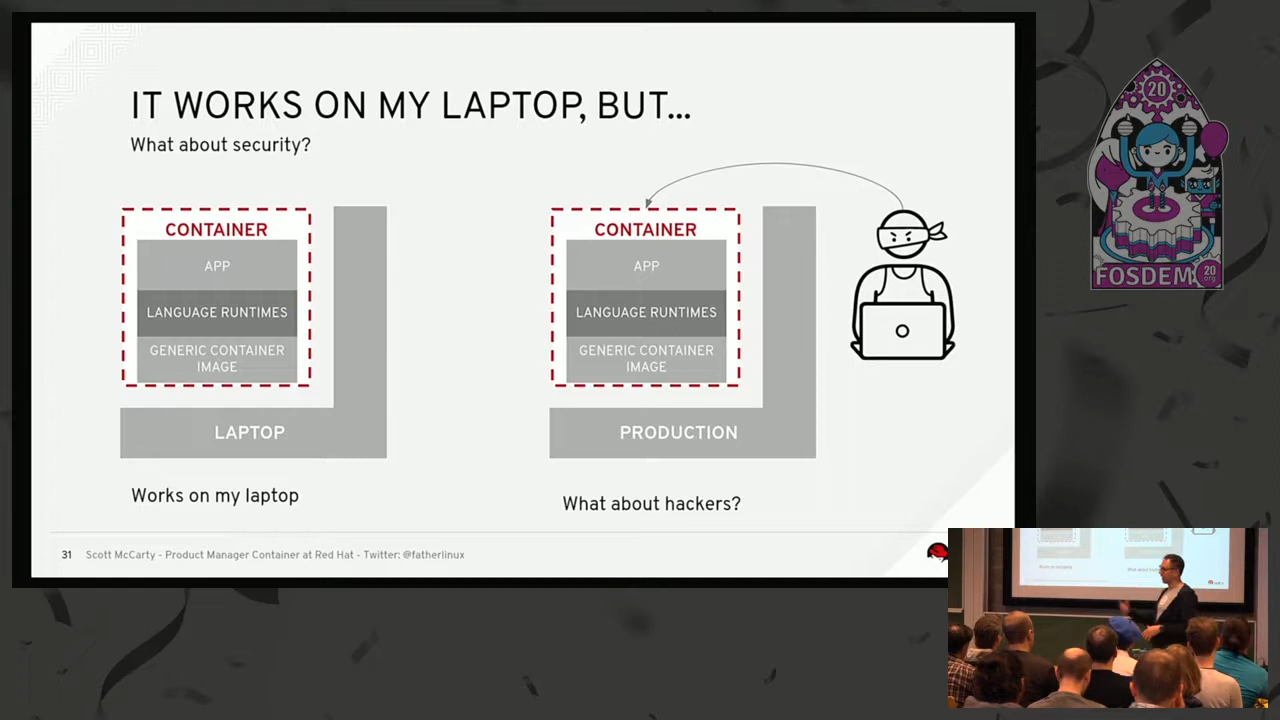 IT WORKS ON MY LAPTOP, BUT...
What about security?
CONTAINER
APP
LANGUAGE RUNTIMES
GENERIC CONTAINER
IMAGE
LAPTOP
Works on my laptop
CONTAINER
APP
LANGUAGE RUNTIMES
GENERIC CONTAINER
IMAGE
PRODUCTION
What about hackers?
31 Scott McCarty - Product Manager Container at Red Hat - Twitter: @fatherlinux
20
FOSDEM
20
.org